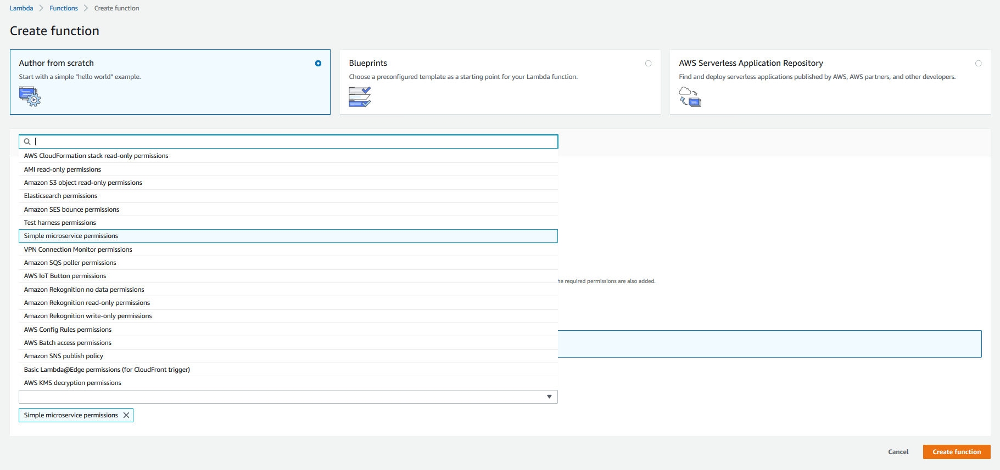 Lambda > Functions > Create function
Create function
Author from scratch
Start with a simple "hello world" example.
Blueprints
Choose a preconfigured template as a starting point for your Lambda function.
AWS Serverless Application Repository
Find and deploy serverless applications published by AWS, AWS partners, and other developers.
AWS CloudFormation stack read-only permissions
AMI read-only permissions
Amazon S3 object read-only permissions
Elasticsearch permissions
Amazon SES bounce permissions
Test harness permissions
Simple microservice permissions
VPN Connection Monitor permissions
Amazon SQS poller permissions
AWS IoT Button permissions
he required permissions are also added.
Amazon Rekognition no data permissions
Amazon Rekognition read-only permissions
Amazon Rekognition write-only permissions
AWS Config Rules permissions
AWS Batch access permissions
Amazon SNS publish policy
Basic Lambda@Edge permissions (for CloudFront trigger)
AWS KMS decryption permissions
Simple microservice permissions
Cancel
Create function